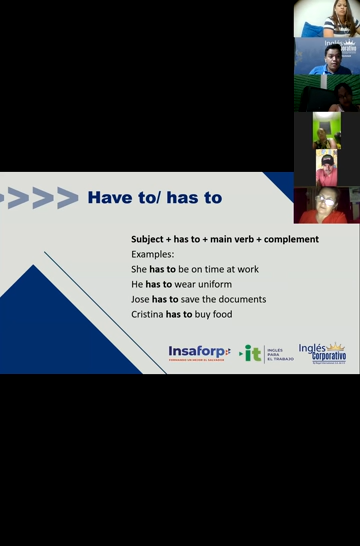 Inglés
Corporativo
Have to/ has to
Subject + has to + main verb + complement
Examples:
She has to be on time at work
He has to wear uniform
Jose has to save the documents
Cristina has to buy food
Insaforp
it
INGLÉS
PARA
EL TRABAJO
Inglés
Corporativo